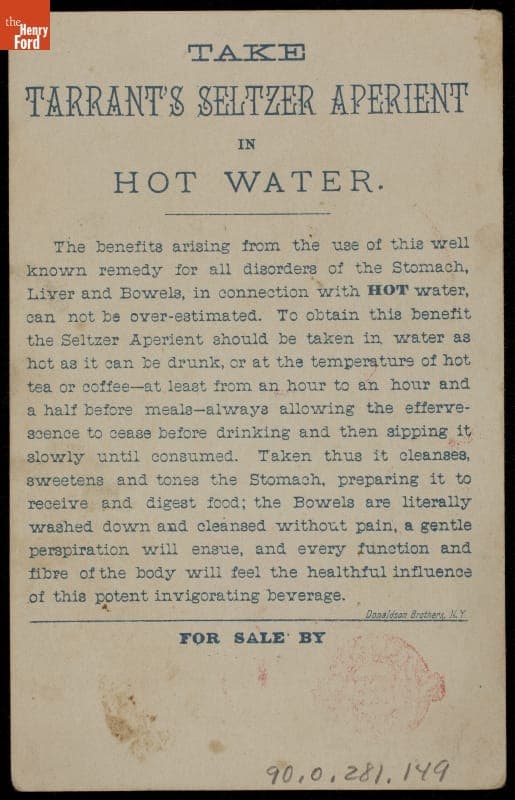 the
Henry
Ford
TAKE
TARRANT'S SELTZER APERIENT
IN
HOT WATER.
The benefits arising from the use of this well
known remedy for all disorders of the Stomach,
Liver and Bowels, in connection with HOT water,
can not be over-estimated. To obtain this benefit
the Seltzer Aperient should be taken in water as
hot as it can be drunk, or at the temperature of hot
tea or coffee—at least from an hour to an hour and
a half before meals—always allowing the efferve-
scence to cease before drinking and then sipping it
slowly until consumed. Taken thus it cleanses,
sweetens and tones the Stomach, preparing it to
receive and digest food; the Bowels are literally
washed down and cleansed without pain, a gentle
perspiration will ensue, and every function and
fibre of the body will feel the healthful influence
of this potent invigorating beverage.
Donaldson Brothers, N.Y.
FOR SALE BY
90.0.281.149